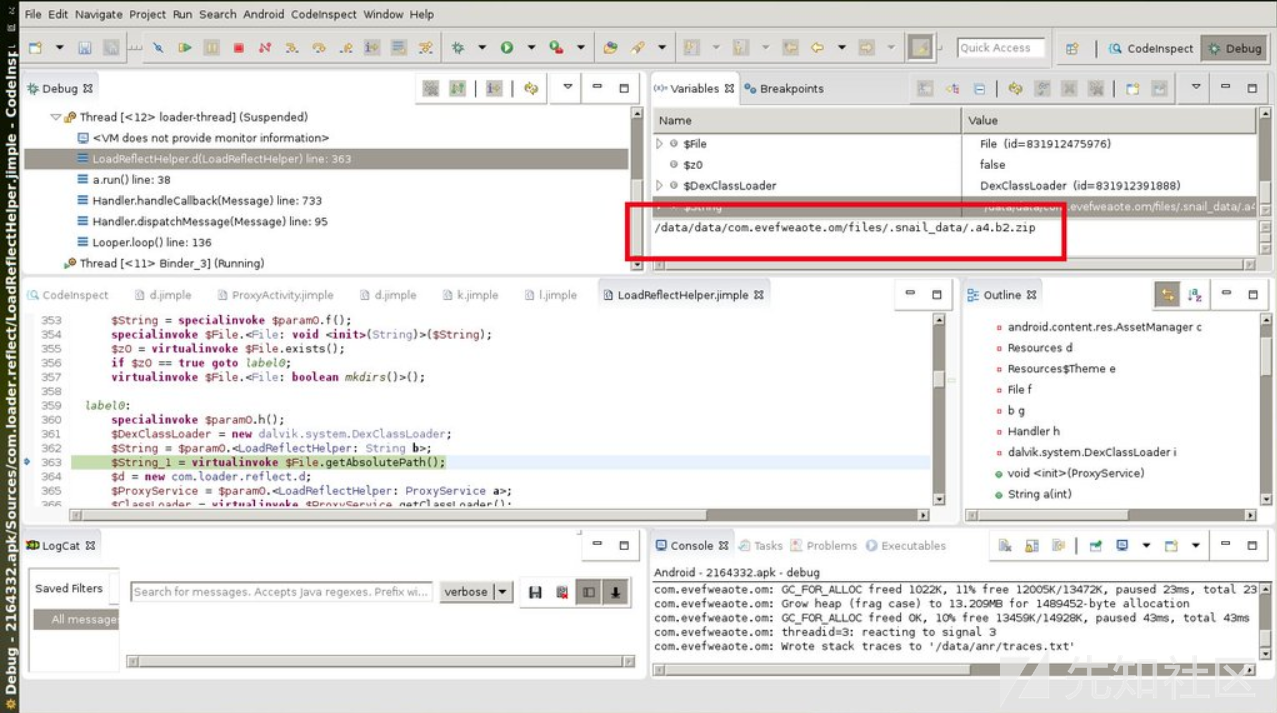 File Edit Navigate Project Run Search Android CodeInspect Window Help
Quick Access
CodeInspect
Debug
Debug - 2164332.apk/Sources/com.loader.reflect/LoadReflectHelper.jimple - CodeInsp
Debug
Thread [<12> loader-thread] (Suspended)
<VM does not provide monitor information>
LoadReflectHelper.d(LoadReflectHelper) line: 363
a.run() line: 38
Handler.handleCallback(Message) line: 733
Handler.dispatchMessage(Message) line: 95
Looper.loop() line: 136
Thread [<11> Binder_3] (Running)
(x)= Variables
Breakpoints
Name Value
$File File (id=831912475976)
$z0 false
$DexClassLoader DexClassLoader (id=831912391888)
$String /data/data/com.evefweaote.om/files/.snail_data/.a4
/data/data/com.evefweaote.om/files/.snail_data/.a4.b2.zip
CodeInspect d.jimple ProxyActivity.jimple d.jimple k.jimple l.jimple LoadReflectHelper.jimple
353 $String = specialinvoke $param0.f();
354 specialinvoke $File.<File: void <init>(String)>($String);
355 $z0 = virtualinvoke $File.exists();
356 if $z0 == true goto label0;
357 virtualinvoke $File.<File: boolean mkdirs()>();
358
359 label0:
360 specialinvoke $param0.h();
361 $DexClassLoader = new dalvik.system.DexClassLoader;
362 $String = $param0.<LoadReflectHelper: String b>;
363 $String_1 = virtualinvoke $File.getAbsolutePath();
364 $d = new com.loader.reflect.d;
365 $ProxyService = $param0.<LoadReflectHelper: ProxyService a>;
366 $ClassLoader = virtualinvoke $ProxyService.getClassLoader();
Outline
android.content.res.AssetManager c
Resources d
Resources$Theme e
File f
b g
Handler h
dalvik.system.DexClassLoader i
void <init>(ProxyService)
String a(int)
LogCat
Saved Filters
All message
Search for messages. Accepts Java regexes. Prefix wi...
verbose
Console Tasks Problems Executables
Android - 2164332.apk - debug
com.evefweaote.om: GC_FOR_ALLOC freed 1022K, 11% free 12005K/13472K, paused 23ms, total 23
com.evefweaote.om: Grow heap (frag case) to 13.209MB for 1489452-byte allocation
com.evefweaote.om: GC_FOR_ALLOC freed 0K, 10% free 13459K/14928K, paused 43ms, total 43ms
com.evefweaote.om: threadid=3: reacting to signal 3
com.evefweaote.om: Wrote stack traces to '/data/anr/traces.txt'
先知社区